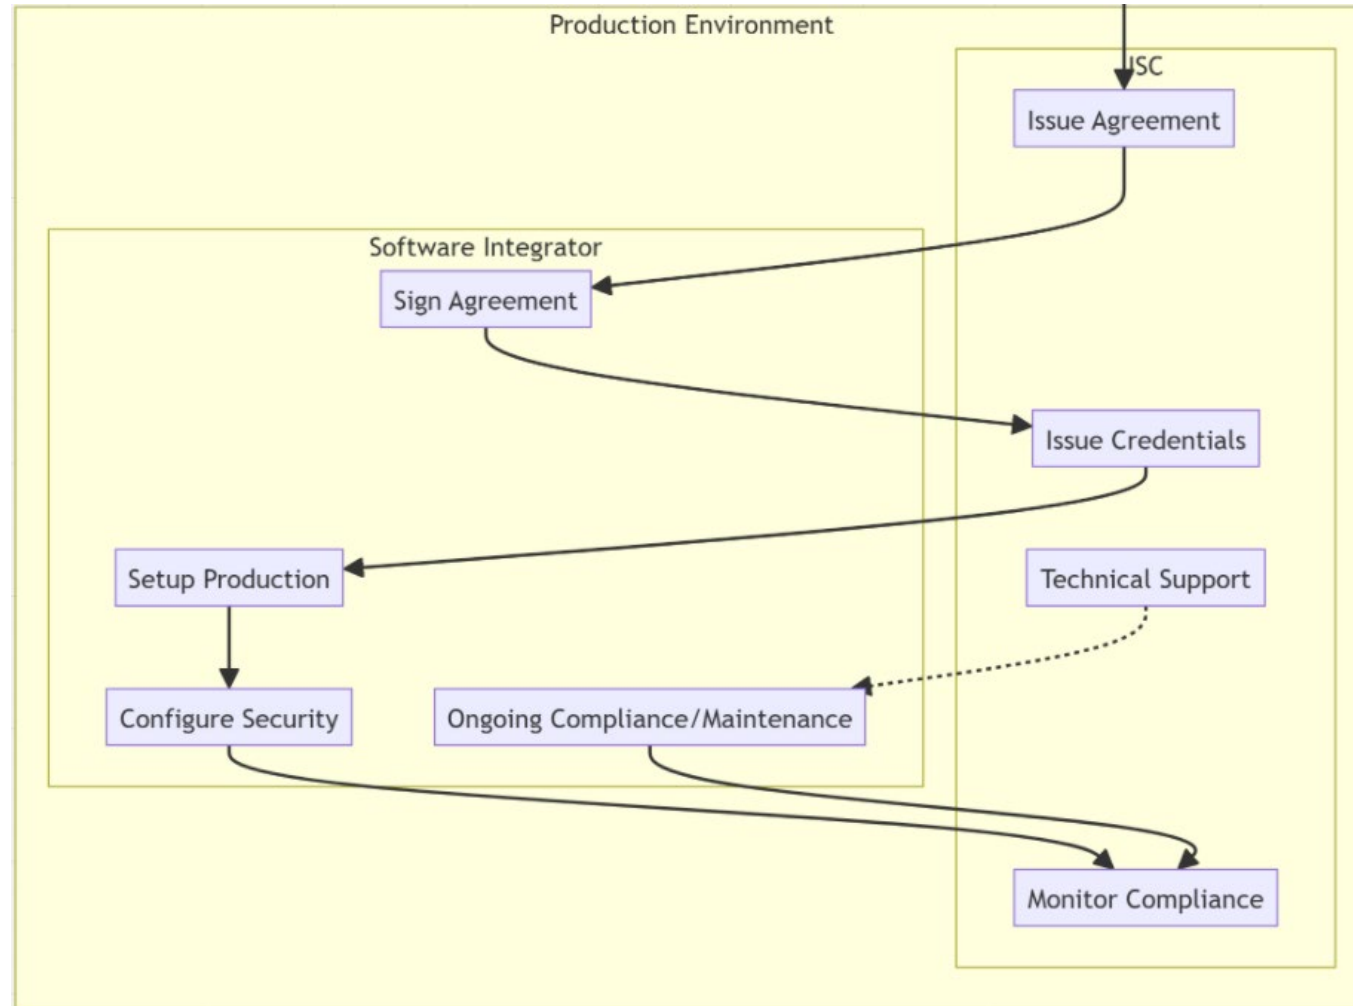 Production Environment
JSC
Issue Agreement
Software Integrator
Sign Agreement
Issue Credentials
Setup Production
Technical Support
Configure Security
Ongoing Compliance/Maintenance
Monitor Compliance